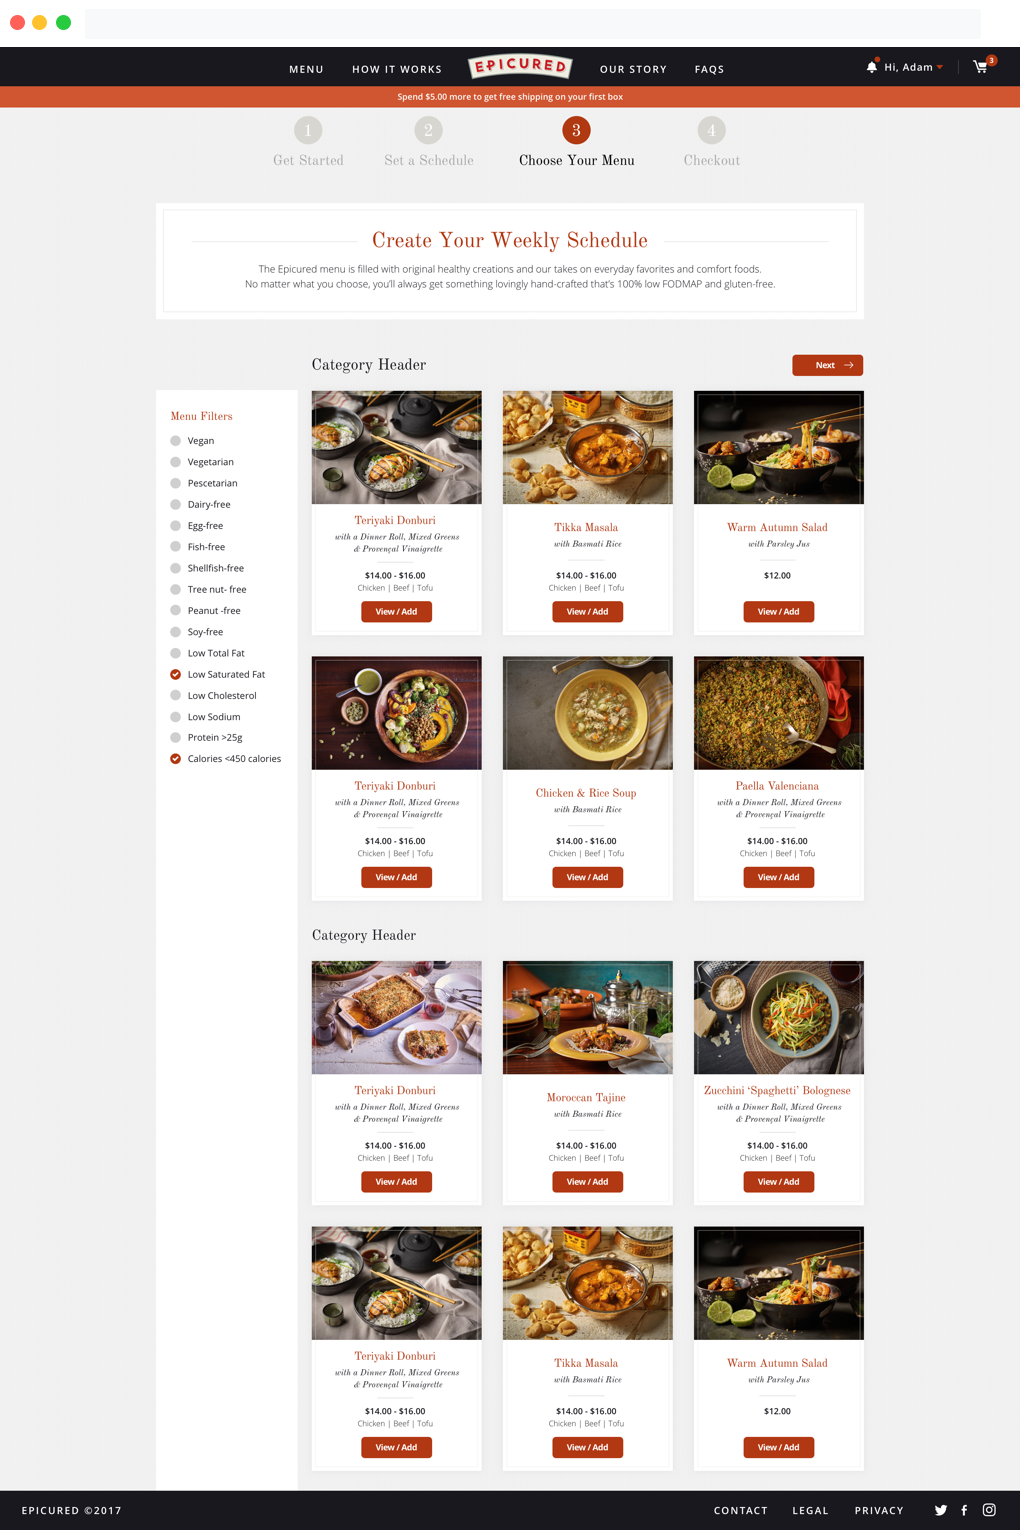 MENU
HOW IT WORKS
EPICURED
OUR STORY
FAQS
Hi, Adam
3
Spend $5.00 more to get free shipping on your first box
1
2
3
4
Get Started
Set a Schedule
Choose Your Menu
Checkout
Create Your Weekly Schedule
The Epicured menu is filled with original healthy creations and our takes on everyday favorites and comfort foods.
No matter what you choose, you'll always get something lovingly hand-crafted that's 100% low FODMAP and gluten-free.
Category Header
Next
Menu Filters
Vegan
Vegetarian
Pescetarian
Dairy-free
Egg-free
Fish-free
Shellfish-free
Tree nut- free
Peanut -free
Soy-free
Low Total Fat
Low Saturated Fat
Low Cholesterol
Low Sodium
Protein >25g
Calories <450 calories
Teriyaki Donburi
with a Dinner Roll, Mixed Greens
& Provençal Vinaigrette
$14.00 - $16.00
Chicken | Beef | Tofu
View / Add
Tikka Masala
with Basmati Rice
$14.00 - $16.00
Chicken | Beef | Tofu
View / Add
Warm Autumn Salad
with Parsley Jus
$12.00
View / Add
Teriyaki Donburi
with a Dinner Roll, Mixed Greens
& Provençal Vinaigrette
$14.00 - $16.00
Chicken | Beef | Tofu
View / Add
Chicken & Rice Soup
with Basmati Rice
$14.00 - $16.00
Chicken | Beef | Tofu
View / Add
Paella Valenciana
with a Dinner Roll, Mixed Greens
& Provençal Vinaigrette
$14.00 - $16.00
Chicken | Beef | Tofu
View / Add
Category Header
Teriyaki Donburi
with a Dinner Roll, Mixed Greens
& Provençal Vinaigrette
$14.00 - $16.00
Chicken | Beef | Tofu
View / Add
Moroccan Tajine
with Basmati Rice
$14.00 - $16.00
Chicken | Beef | Tofu
View / Add
Zucchini ‘Spaghetti’ Bolognese
with a Dinner Roll, Mixed Greens
& Provençal Vinaigrette
$14.00 - $16.00
Chicken | Beef | Tofu
View / Add
Teriyaki Donburi
with a Dinner Roll, Mixed Greens
& Provençal Vinaigrette
$14.00 - $16.00
Chicken | Beef | Tofu
View / Add
Tikka Masala
with Basmati Rice
$14.00 - $16.00
Chicken | Beef | Tofu
View / Add
Warm Autumn Salad
with Parsley Jus
$12.00
View / Add
EPICURED ©2017
CONTACT
LEGAL
PRIVACY